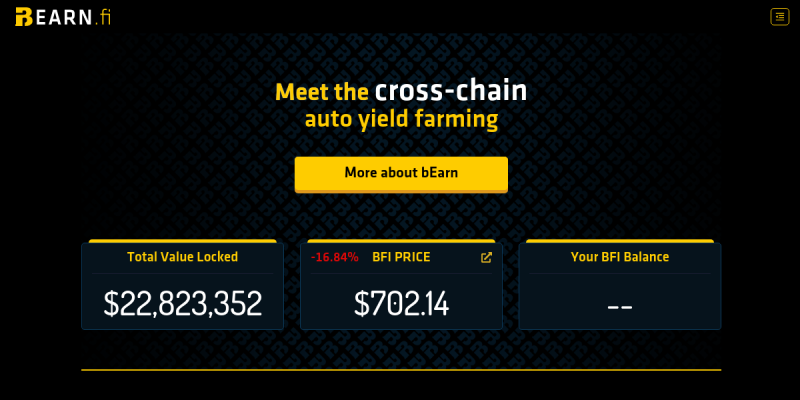 BEARN.fi
Meet the cross-chain
auto yield farming
More about bEarn
Total Value Locked
$22,823,352
-16.84% BFI PRICE
$702.14
Your BFI Balance
--